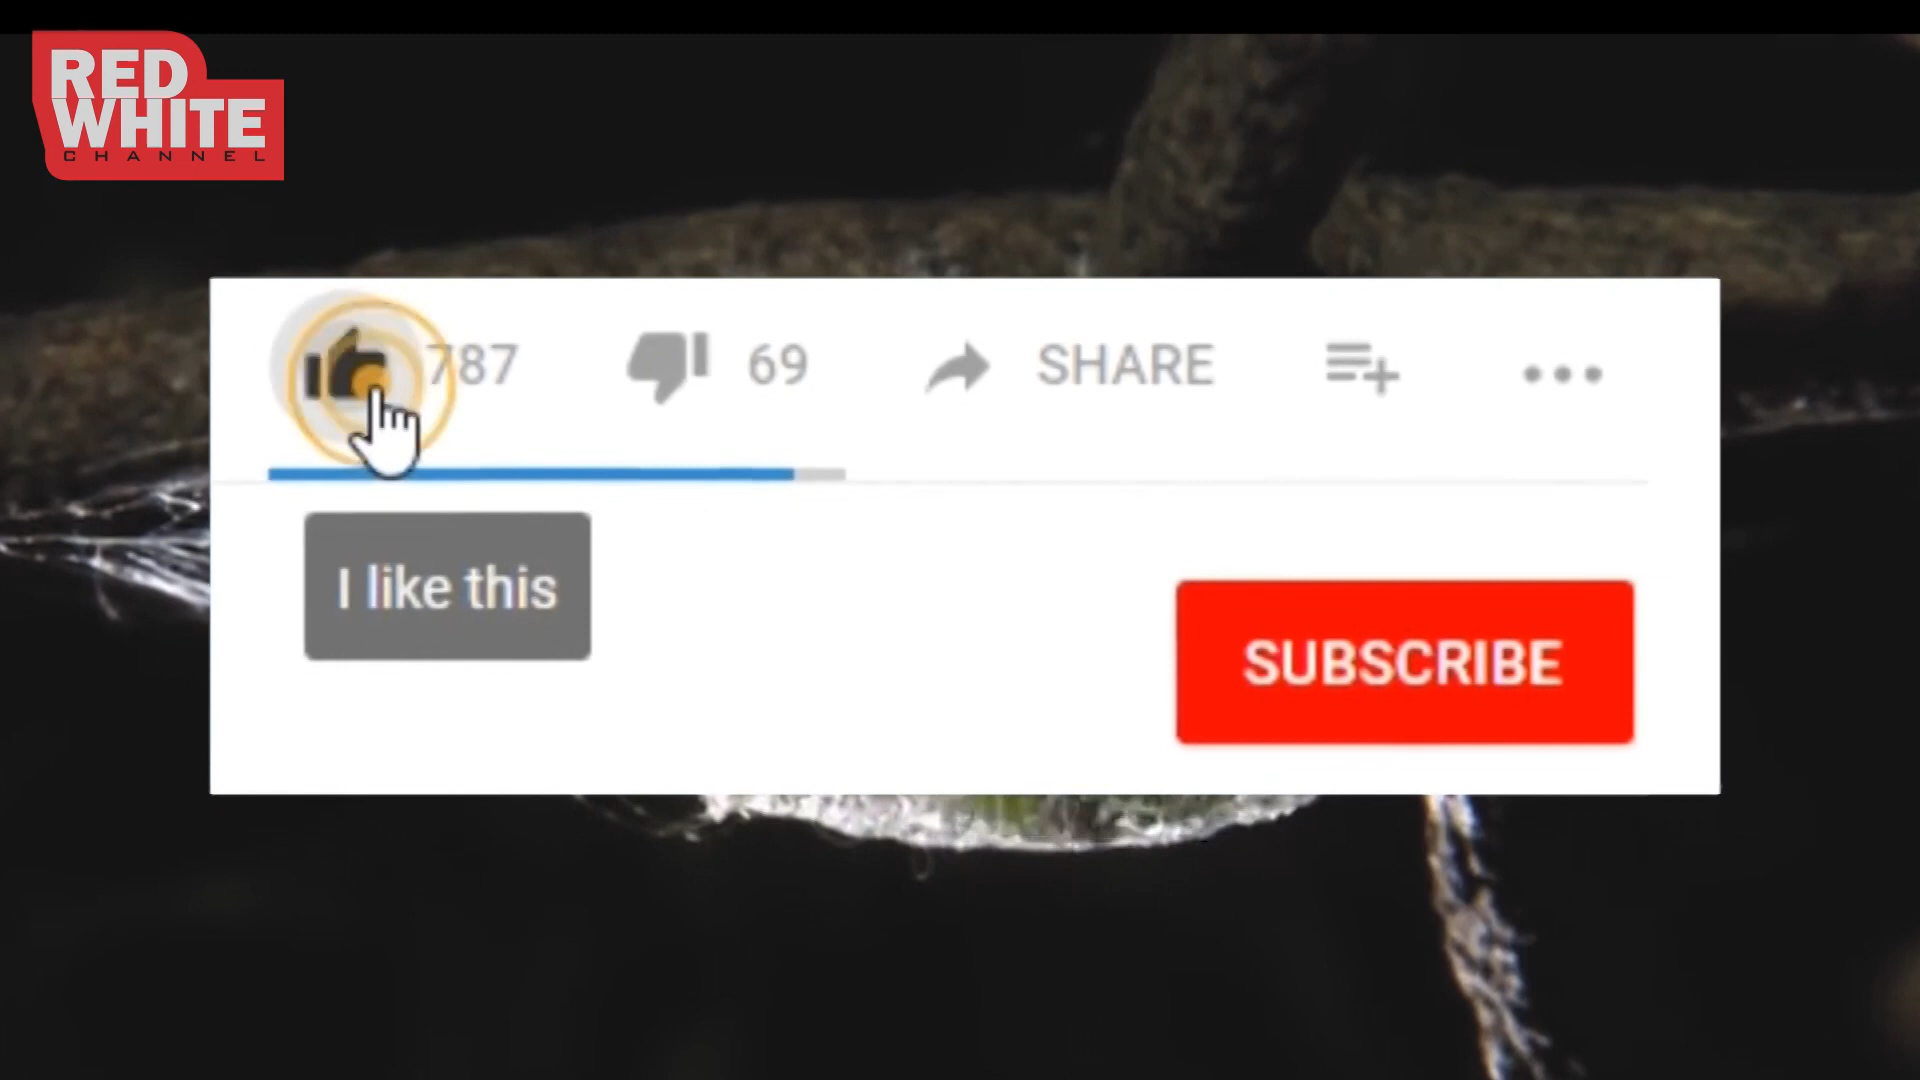 RED
WHITE
CHANNEL
787 69 SHARE
I like this
SUBSCRIBE